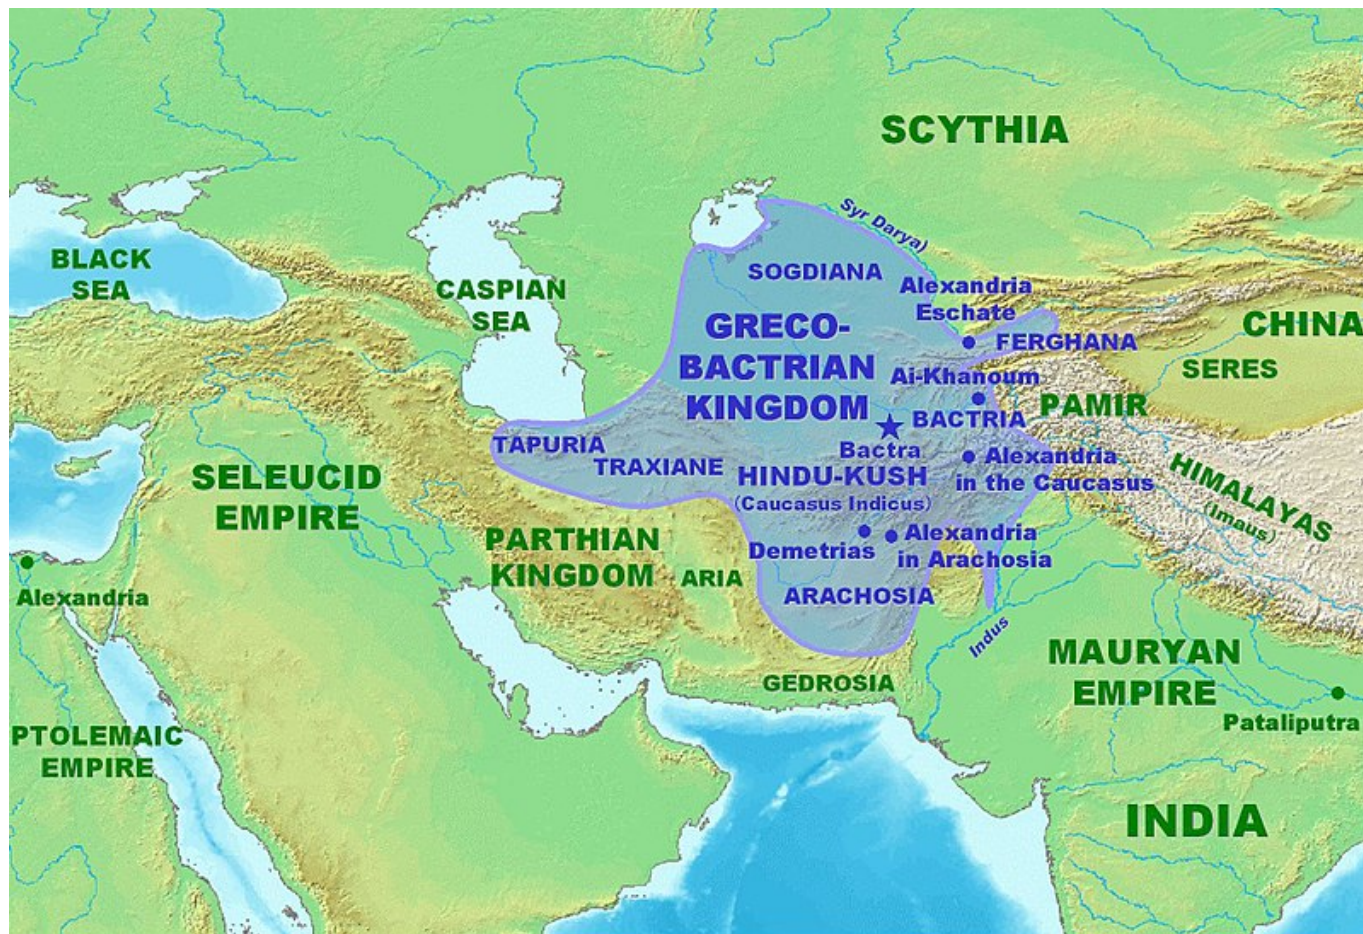 SCYTHIA
Syr Darya)
BLACK
SEA
SOGDIANA
CASPIAN
SEA
Alexandria
Eschate
GRECO-
BACTRIAN
KINGDOM
FERGHANA
CHINA
SERES
Ai-Khanoum
PAMIR
BACTRIA
Bactra
TAPURIA
TRAXIANE
HINDU-KUSH
(Caucasus Indicus)
Alexandria
in the Caucasus
HIMALAYAS
(Imaus)
SELEUCID
EMPIRE
PARTHIAN
KINGDOM
ARIA
Demetrias
Alexandria
in Arachosia
ARACHOSIA
Alexandria
Indus
MAURYAN
EMPIRE
GEDROSIA
Pataliputra
PTOLEMAIC
EMPIRE
INDIA